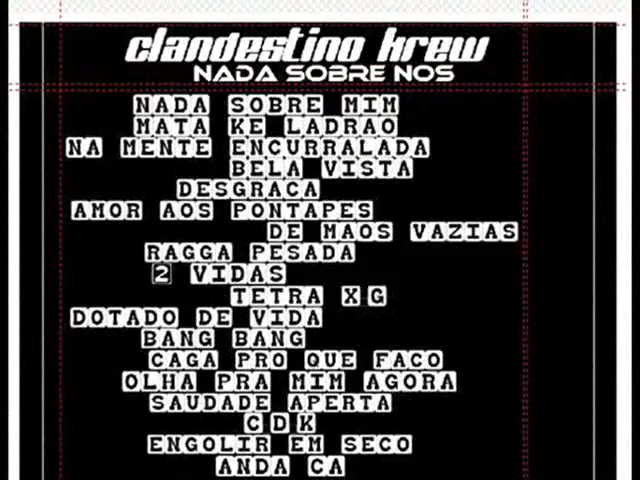 clandestino krew
NADA SOBRE NOS
NADA SOBRE MIM
MATA KE LADRAO
NA MENTE ENCURRALADA
BELA VISTA
DESGRACA
AMOR AOS PONTAPES
DE MAOS VAZIAS
RAGGA PESADA
2 VIDAS
TETRA X G
DOTADO DE VIDA
BANG BANG
CAGA PRO QUE FACO
OLHA PRA MIM AGORA
SAUDADE APERTA
C D K
ENGOLIR EM SECO
ANDA CA